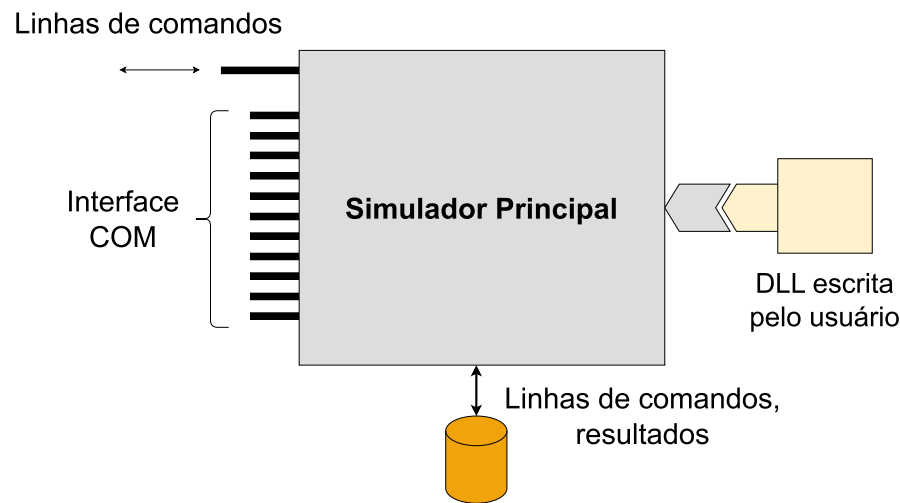 Linhas de comandos
Interface
COM
Simulador Principal
DLL escrita
pelo usuário
Linhas de comandos,
resultados